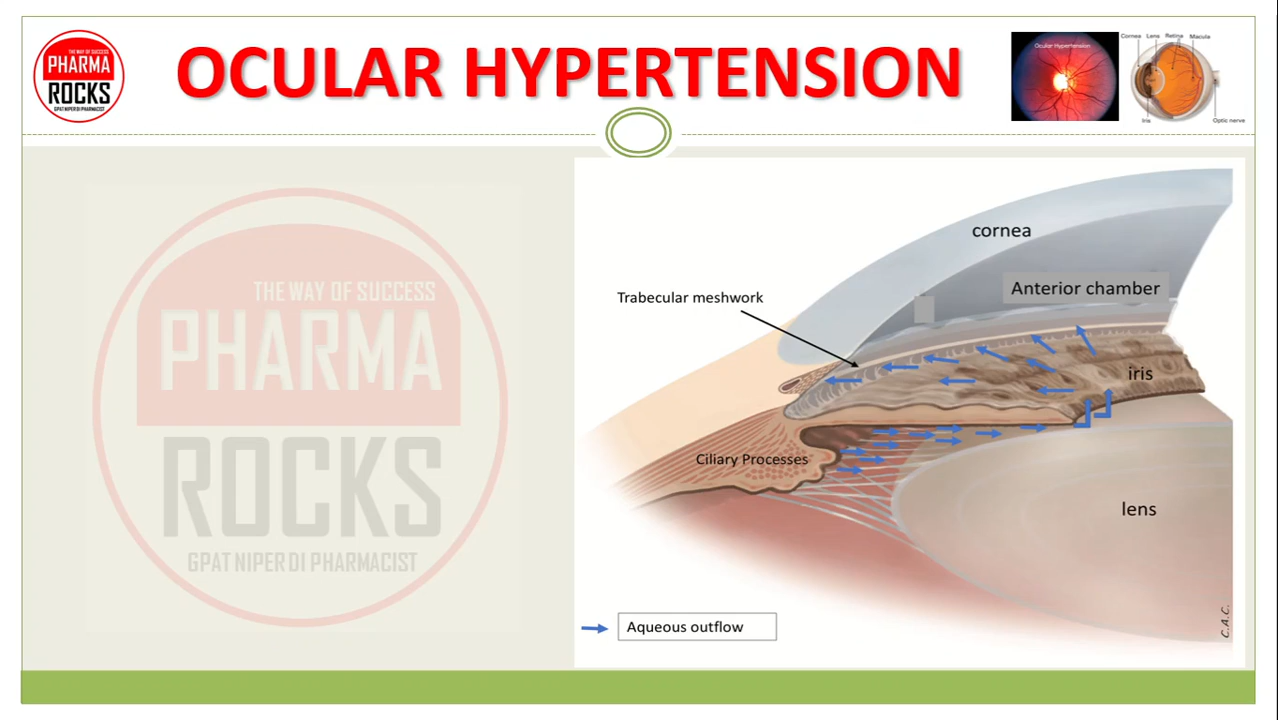 THE WAY OF SUCCESS
PHARMA
ROCKS
GPAT NIPER DI PHARMACIST
OCULAR HYPERTENSION
Ocular Hypertension
Cornea Lens Retina Macula
Iris
Optic nerve
THE WAY OF SUCCESS
PHARMA
ROCKS
GPAT NIPER DI PHARMACIST
cornea
Anterior chamber
Trabecular meshwork
iris
Ciliary Processes
lens
Aqueous outflow
C.A.C.